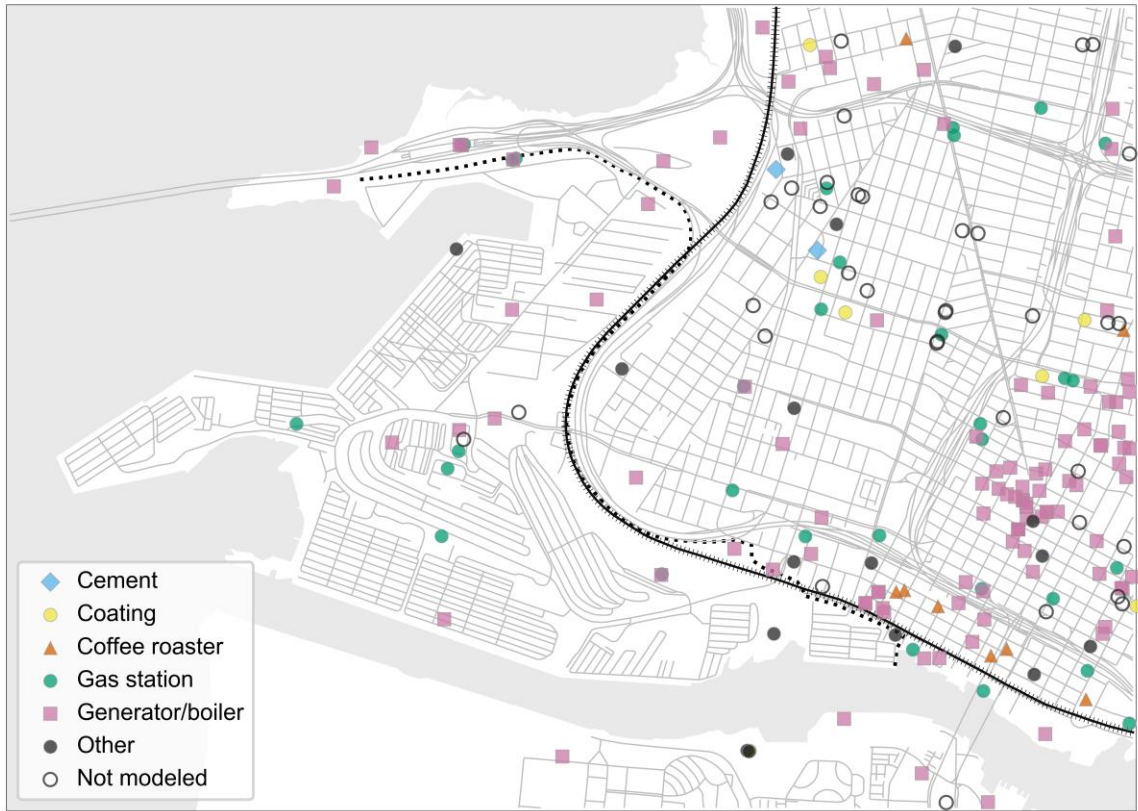 Cement
Coating
Coffee roaster
Gas station
Generator/boiler
Other
Not modeled